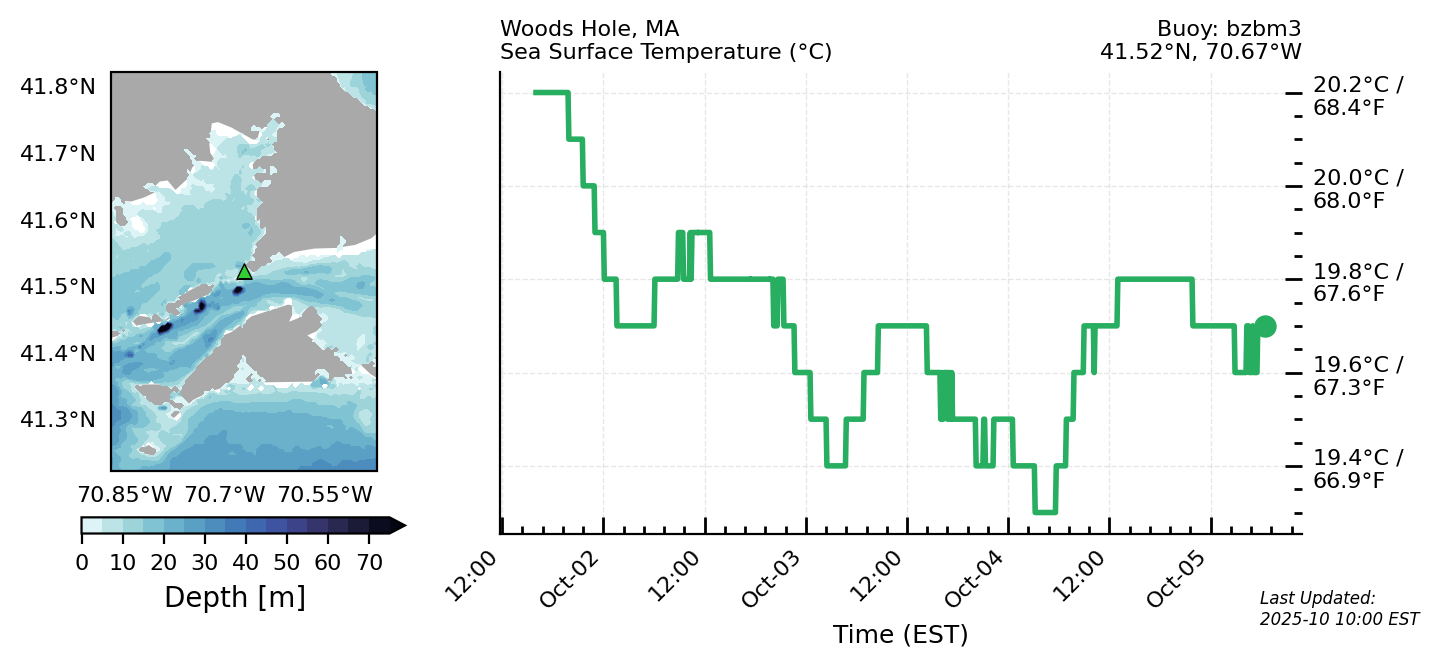 Woods Hole, MA
Sea Surface Temperature (°C)
Buoy: bzbm3
41.52°N, 70.67°W
41.8°N
41.7°N
41.6°N
41.5°N
41.4°N
41.3°N
70.85°W 70.7°W 70.55°W
0 10 20 30 40 50 60 70
Depth [m]
20.2°C /
68.4°F
20.0°C /
68.0°F
19.8°C /
67.6°F
19.6°C /
67.3°F
19.4°C /
66.9°F
12:00
Oct-02
12:00
Oct-03
12:00
Oct-04
12:00
Oct-05
Time (EST)
Last Updated:
2025-10 10:00 EST